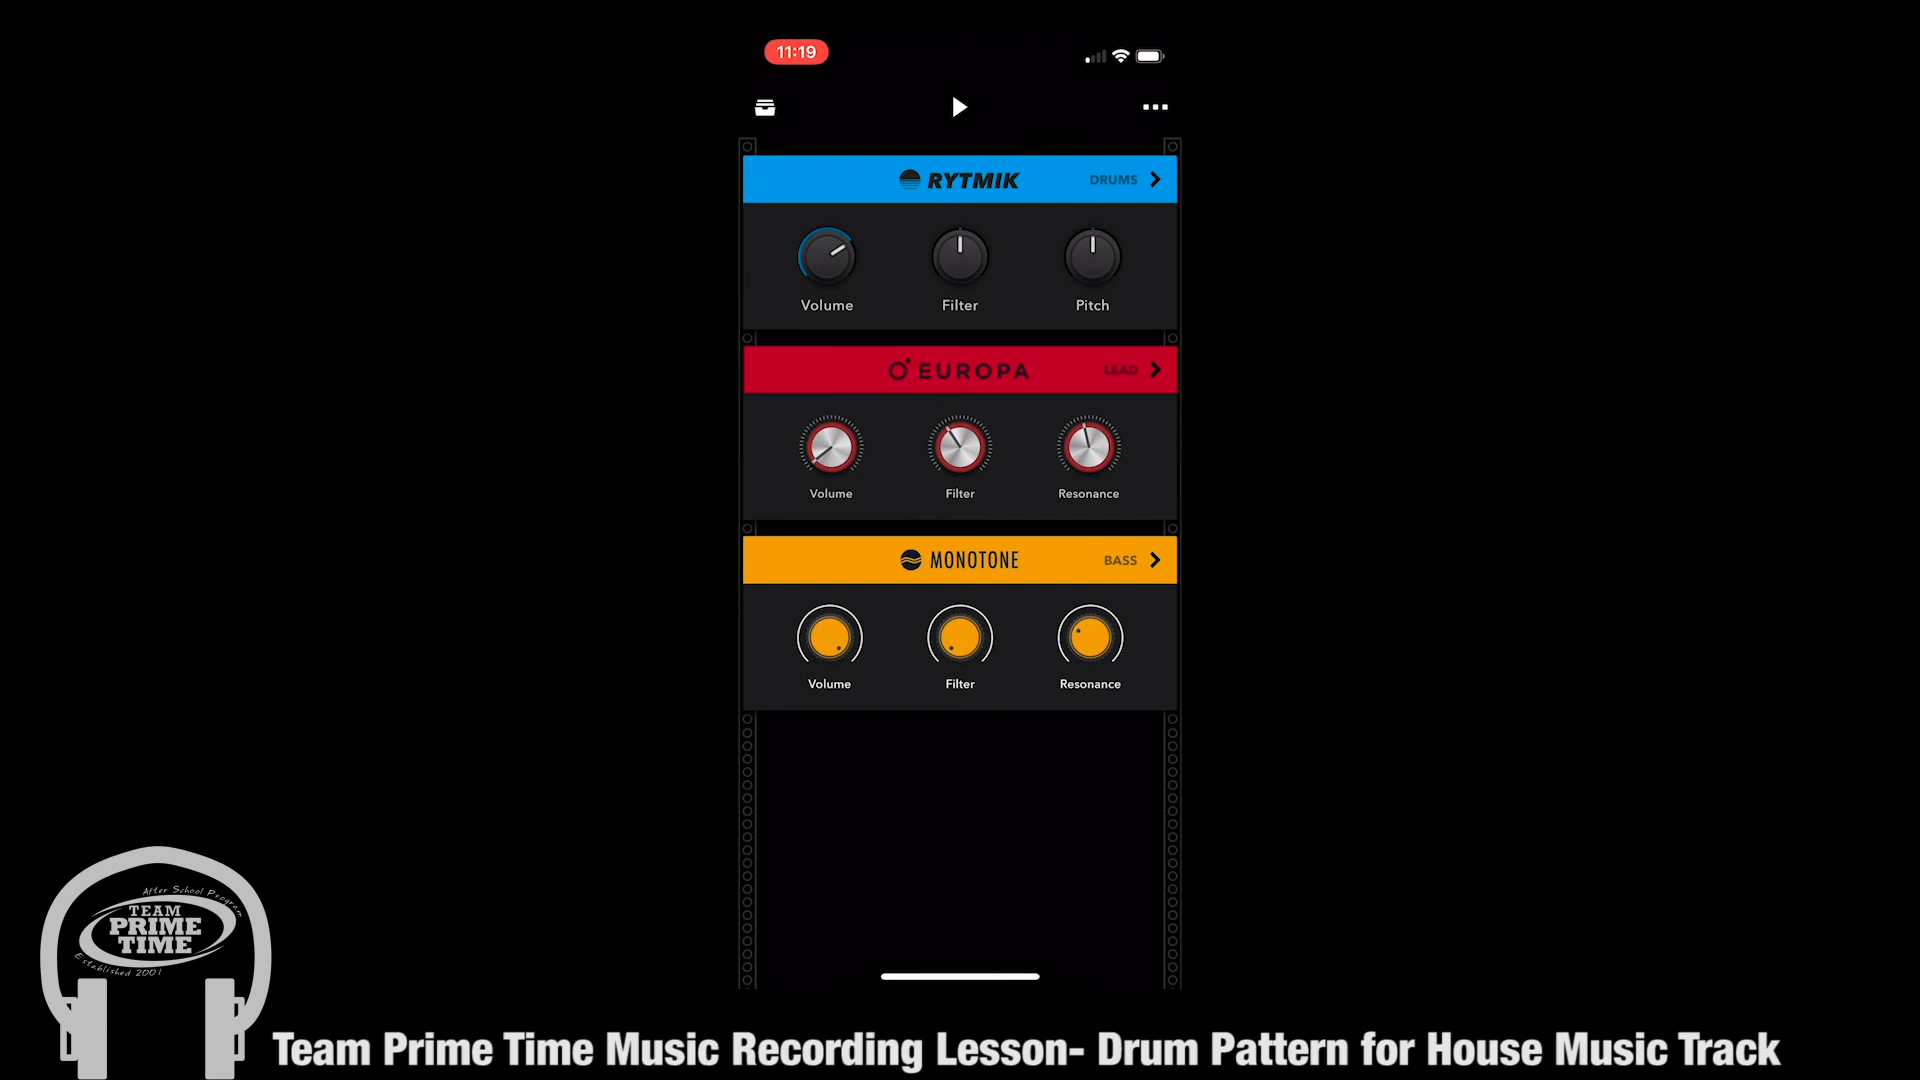 11:19
RYTMIK DRUMS
Volume Filter Pitch
EUROPA LEAD
Volume Filter Resonance
MONOTONE BASS
Volume Filter Resonance
After School Program
TEAM
PRIME
TIME
Established 2001
Team Prime Time Music Recording Lesson- Drum Pattern for House Music Track